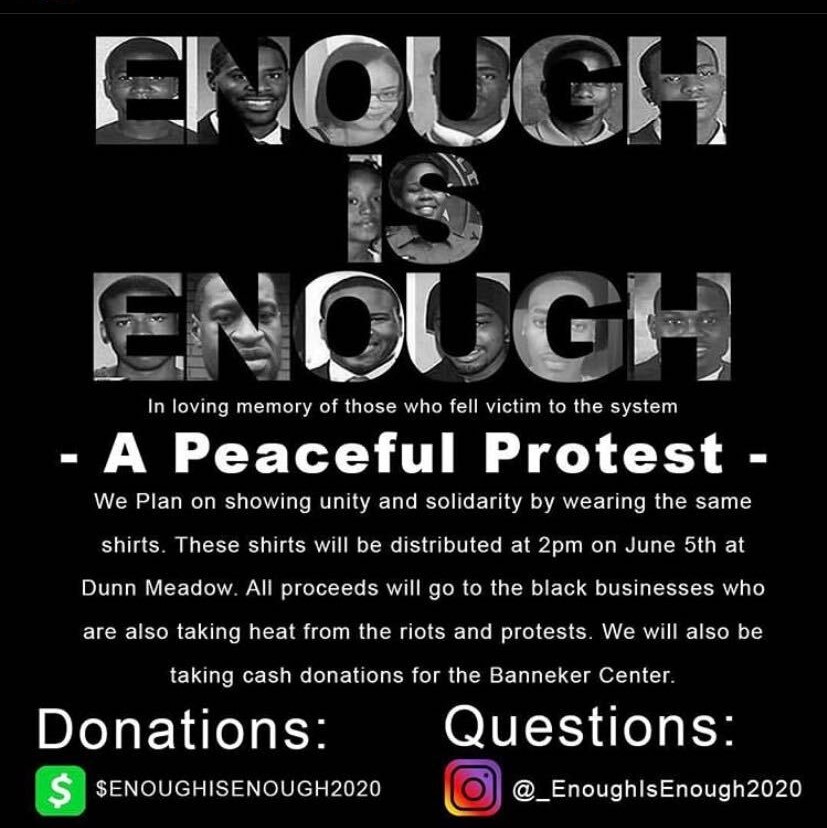 ENOUGH
IS
ENOUGH
In loving memory of those who fell victim to the system
- A Peaceful Protest -
We Plan on showing unity and solidarity by wearing the same
shirts. These shirts will be distributed at 2pm on June 5th at
Dunn Meadow. All proceeds will go to the black businesses who
are also taking heat from the riots and protests. We will also be
taking cash donations for the Banneker Center.
Donations:
$ $ENOUGHISENOUGH2020
Questions:
@_EnoughIsEnough2020